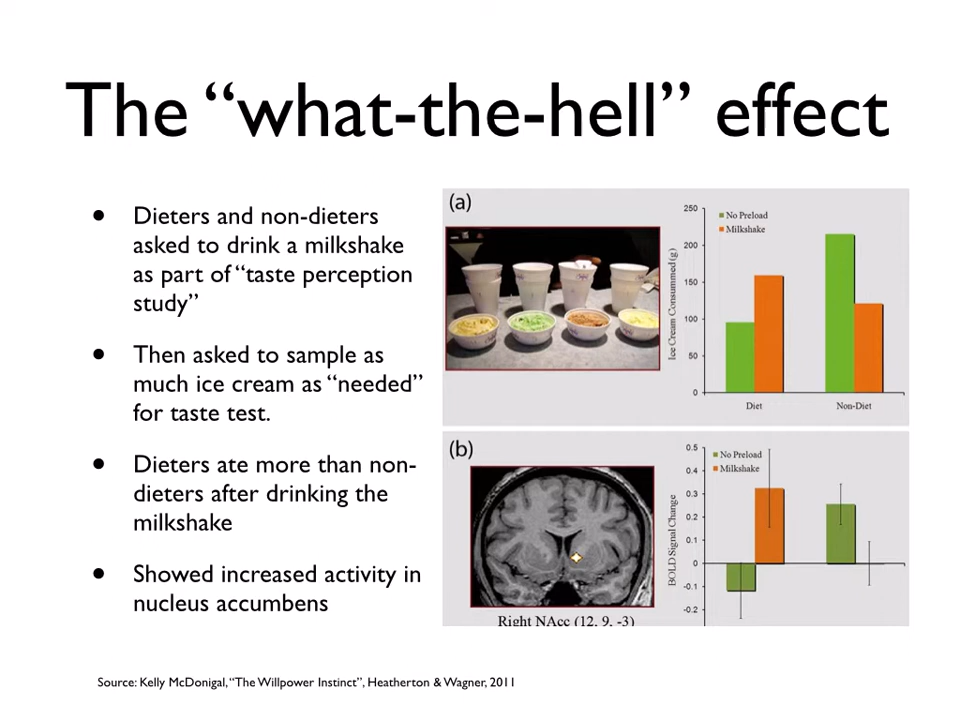 The “what-the-hell” effect
• Dieters and non-dieters
asked to drink a milkshake
as part of “taste perception
study”
• Then asked to sample as
much ice cream as “needed”
for taste test.
• Dieters ate more than non-
dieters after drinking the
milkshake
• Showed increased activity in
nucleus accumbens
(a)
Ice Cream Consummed (g)
250
200
150
100
50
0
No Preload
Milkshake
Diet
Non-Diet
(b)
Right NAcc (12, 9, -3)
BOLD Signal Change
0.5
0.4
0.3
0.2
0.1
0
-0.1
-0.2
No Preload
Milkshake
Source: Kelly McDonigal, “The Willpower Instinct”, Heatherton & Wagner, 2011